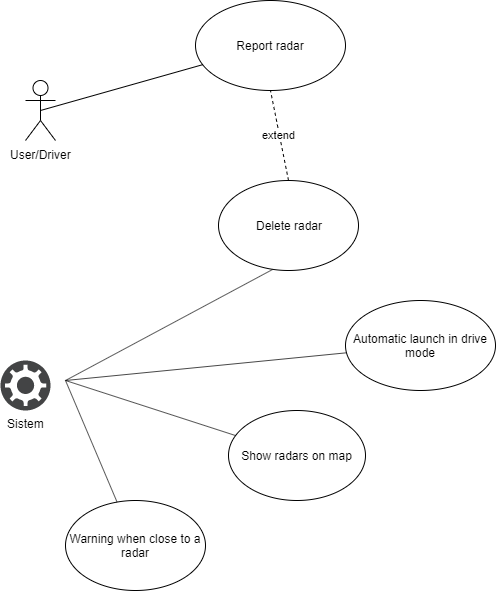 Report radar
User/Driver
extend
Delete radar
Automatic launch in drive
mode
Sistem
Show radars on map
Warning when close to a
radar